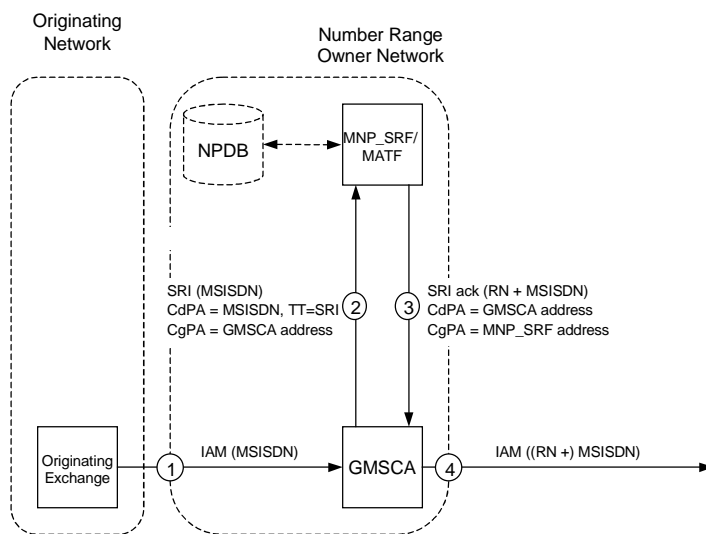 Originating
Network
Number Range
Owner Network
NPDB
MNP_SRF/
MATF
SRI (MSISDN)
CdPA = MSISDN, TT=SRI
CgPA = GMSCA address
2
3
SRI ack (RN + MSISDN)
CdPA = GMSCA address
CgPA = MNP_SRF address
Originating
Exchange
1
IAM (MSISDN)
GMSCA
4
IAM ((RN +) MSISDN)